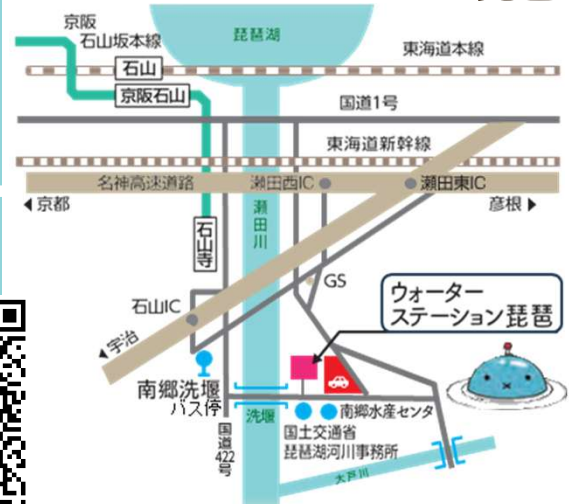 京阪
石山坂本線
琵琶湖
東海道本線
石山
京阪石山
国道1号
東海道新幹線
名神高速道路
瀬田西IC
瀬田東IC
京都
彦根
瀬田川
石山寺
GS
石山IC
ウォーター
ステーション琵琶
宇治
南郷洗堰
バス停
洗堰
南郷水産センタ
国土交通省
琵琶湖河川事務所
国道422号
大戸川